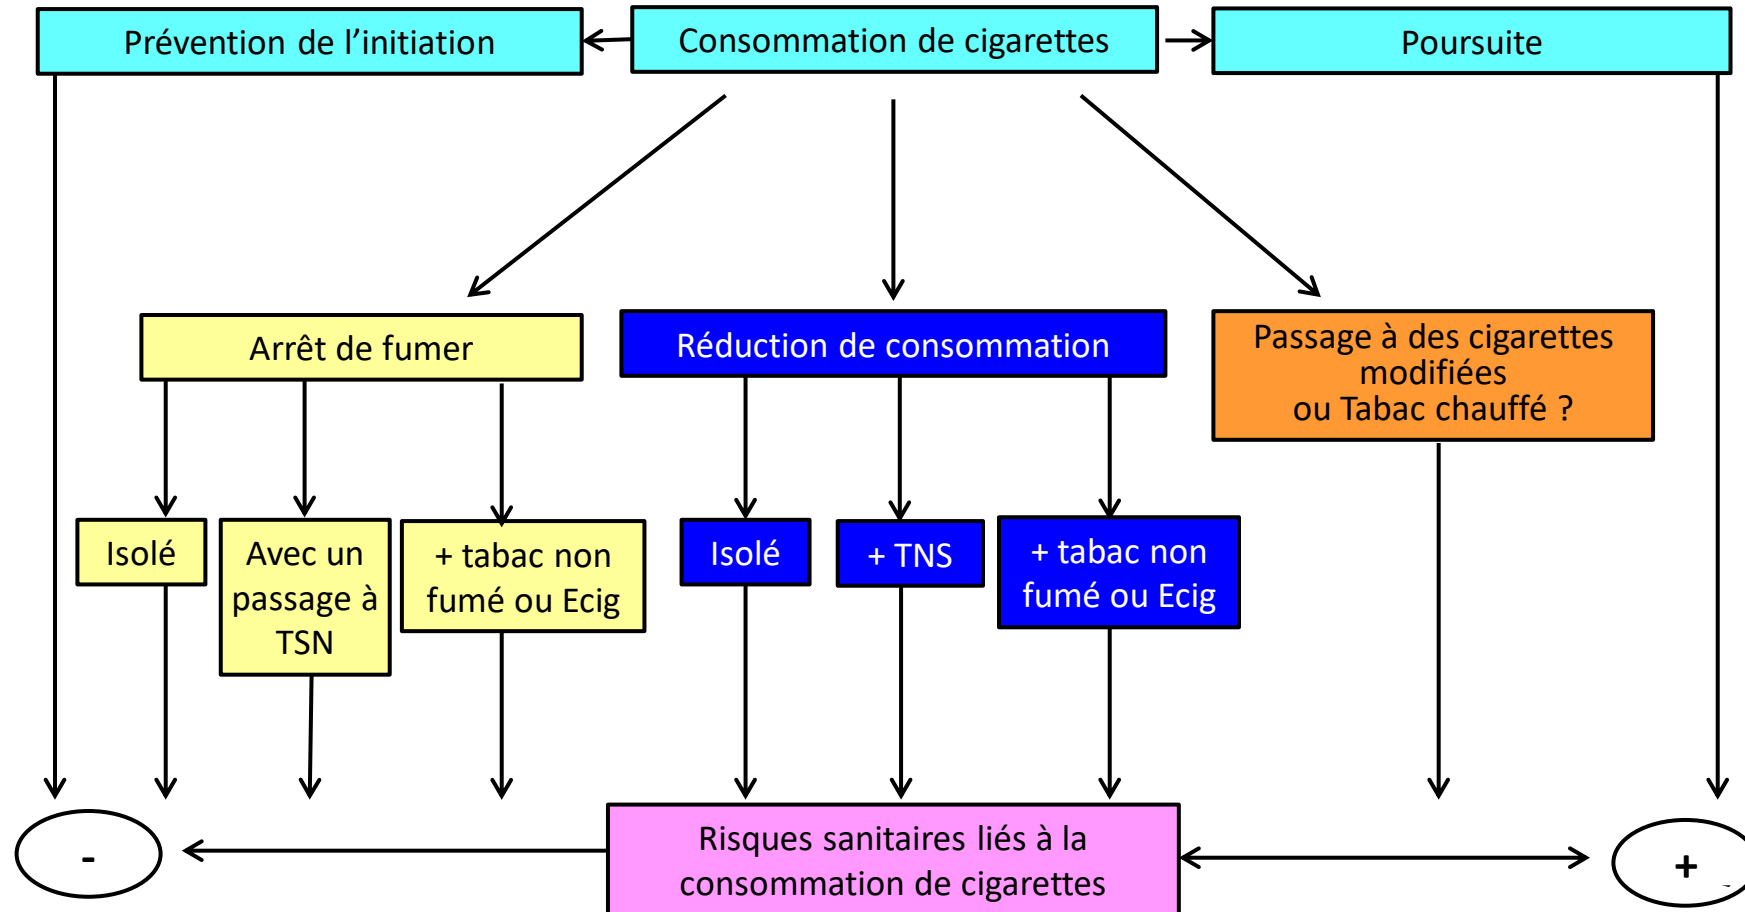 Prévention de l’initiation
Consommation de cigarettes
Poursuite
Arrêt de fumer
Réduction de consommation
Passage à des cigarettes
modifiées
ou Tabac chauffé ?
Isolé
Avec un
passage à
TSN
+ tabac non
fumé ou Ecig
Isolé
+ TNS
+ tabac non
fumé ou Ecig
-
Risques sanitaires liés à la
consommation de cigarettes
+